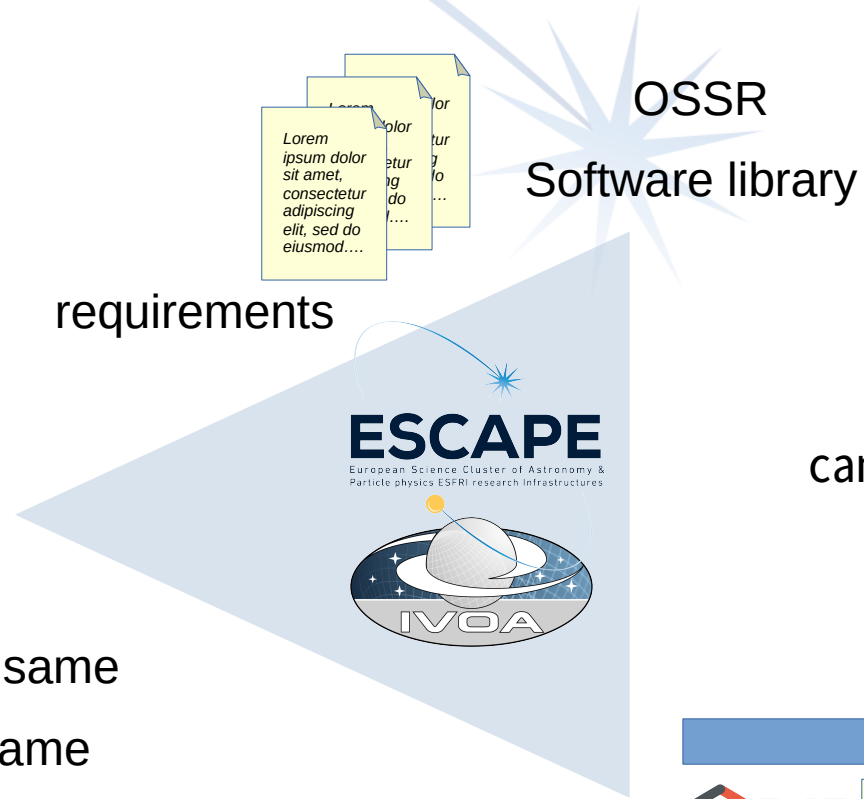 OSSR
Software library
Lorem
ipsum dolor
sit amet,
consectetur
adipiscing
elit, sed do
eiusmod….
requirements
ESCAPE
European Science Cluster of Astronomy &
Particle physics ESFRI research Infrastructures
IVOA
same